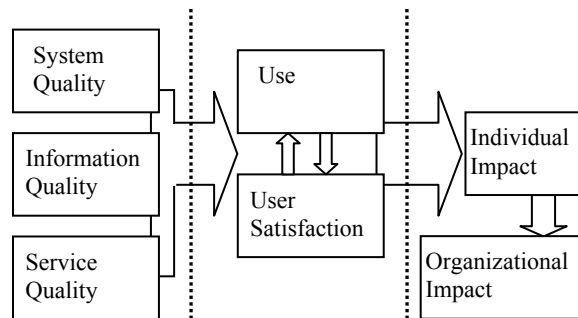 System
Quality
Information
Quality
Service
Quality
Use
User
Satisfaction
Individual
Impact
Organizational
Impact